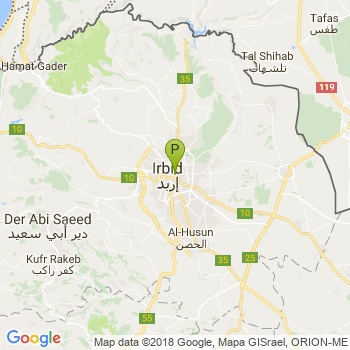 Tafas
طفس
Tal Shihab
تلشهاب
Hamat Gader
35
119
10
P
Irbid
إربد
10
10
Der Abi Saeed
دير أبي سعيد
Al-Husun
الحصن
Kufr Rakeb
كفر راكب
35
25
55
Google
Map data ©2018 Google, Mapa GISrael, ORION-ME